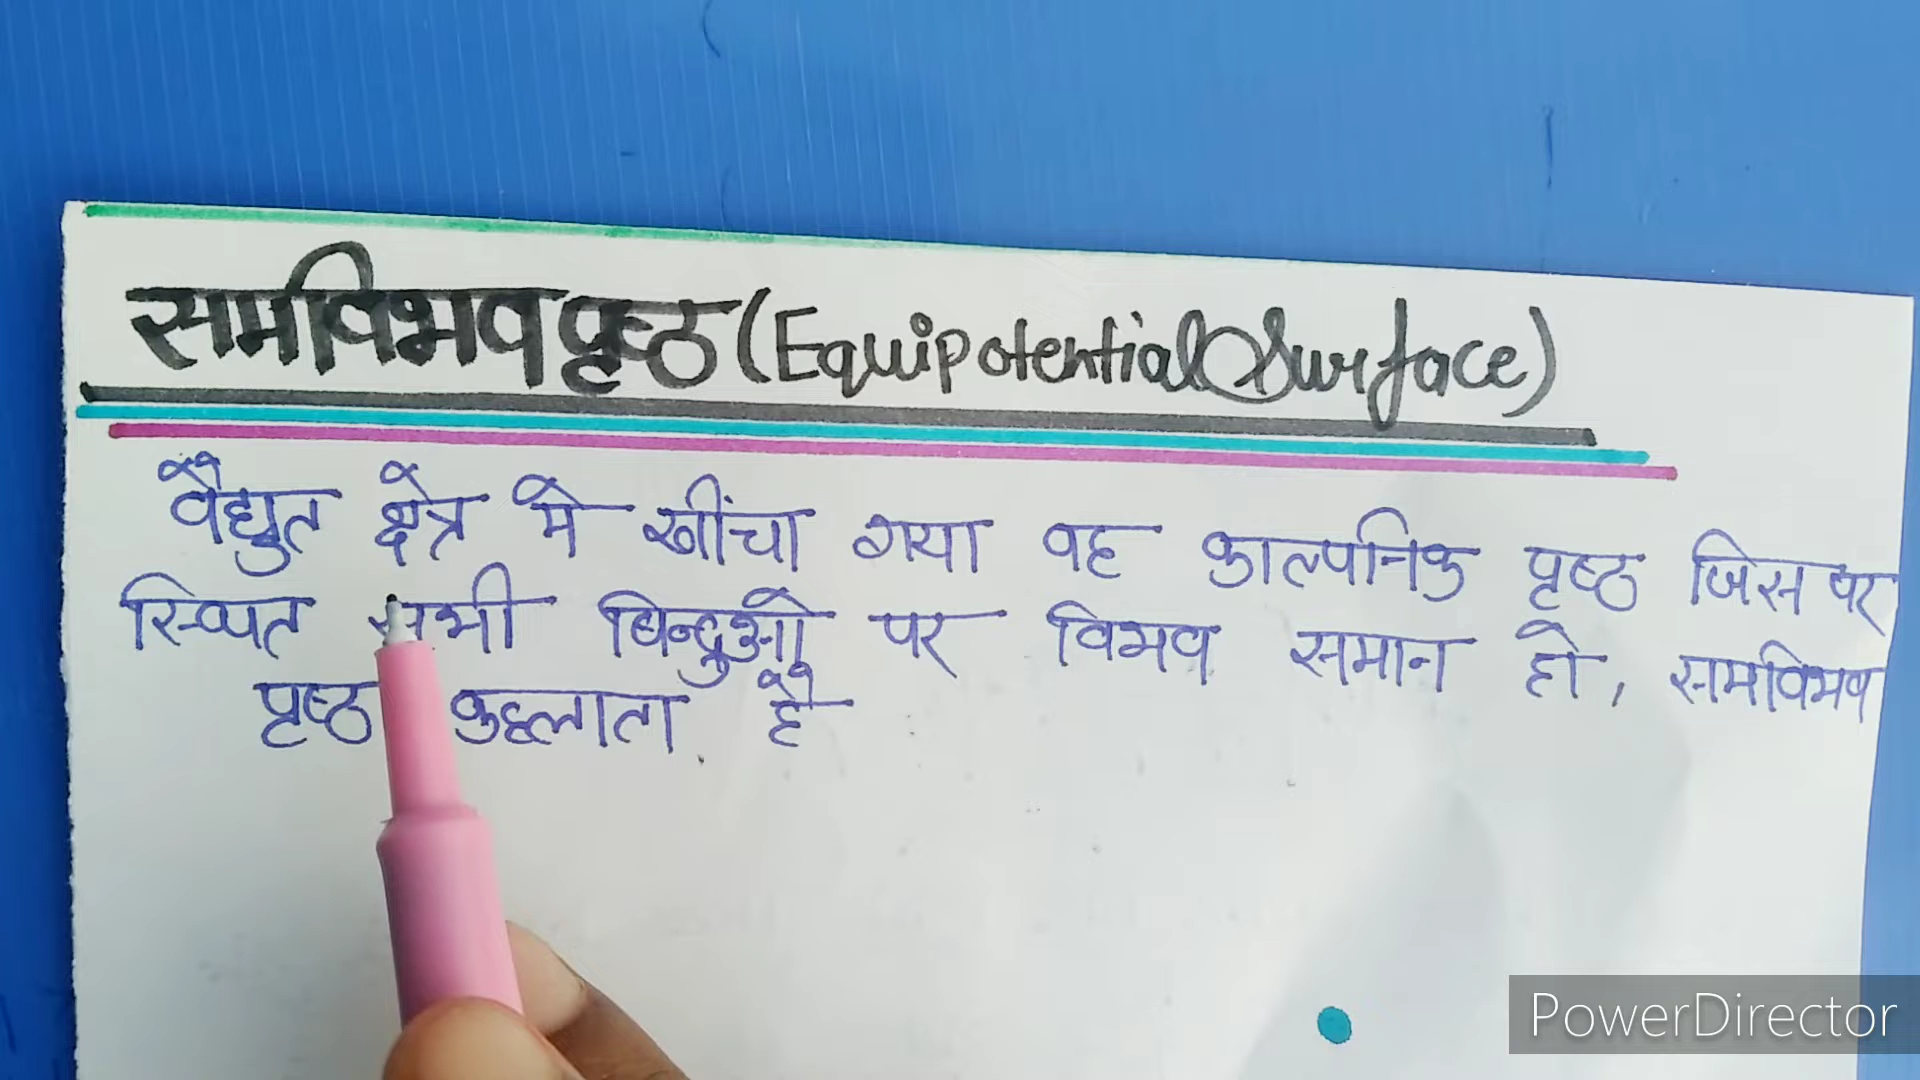 समविभव पृष्ठ (Equipotential Surface)
वैद्युत क्षेत्र मे खींचा गया वह काल्पनिक पृष्ठ जिस पर
स्थित सभी बिन्दुओ पर विभव समान हो, समविभव
पृष्ठ कहलाता है
PowerDirector